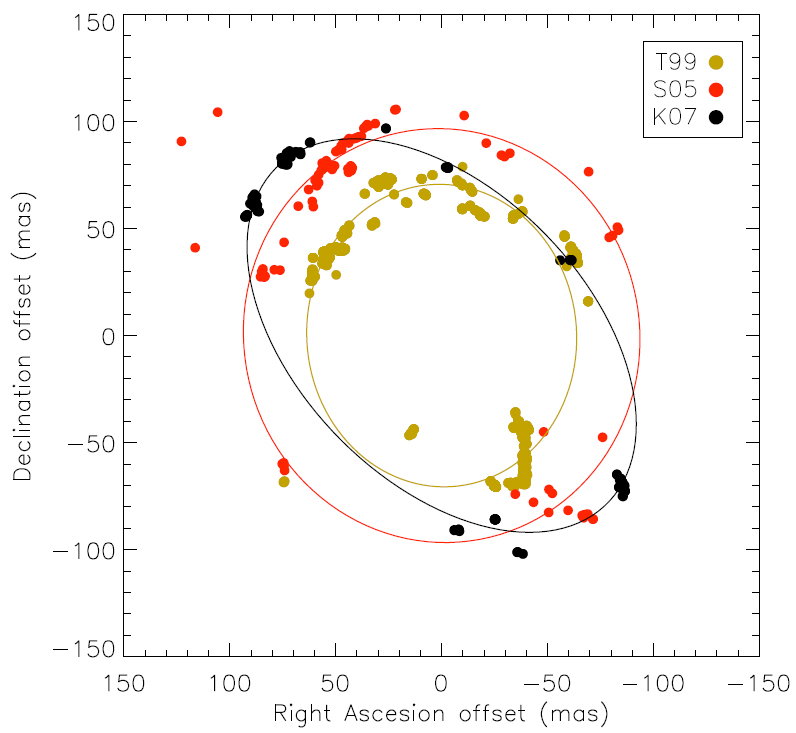 150
100
50
0
−50
−100
−150
Declination offset (mas)
T99
S05
K07
150 100 50 0 −50 −100 −150
Right Ascesion offset (mas)